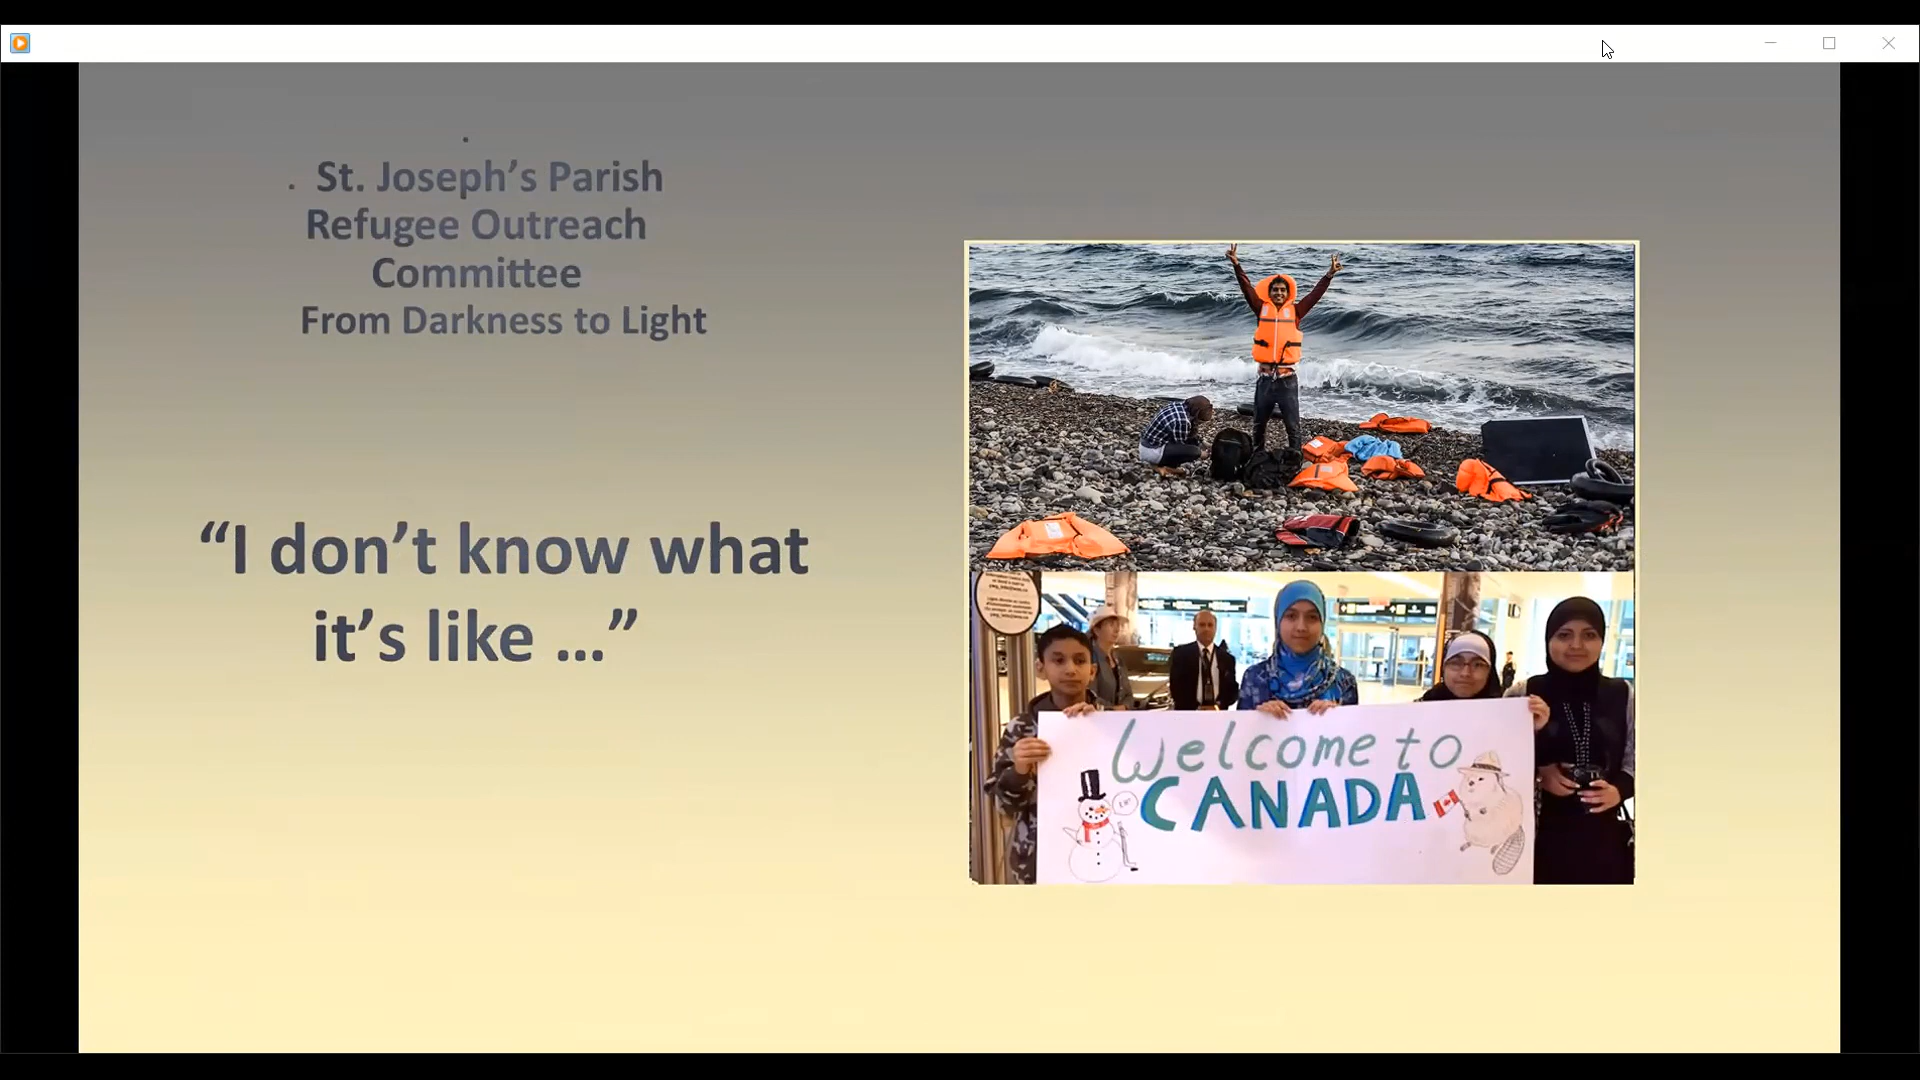 St. Joseph’s Parish
Refugee Outreach
Committee
From Darkness to Light
“I don’t know what
it’s like ...”
Welcome to
CANADA